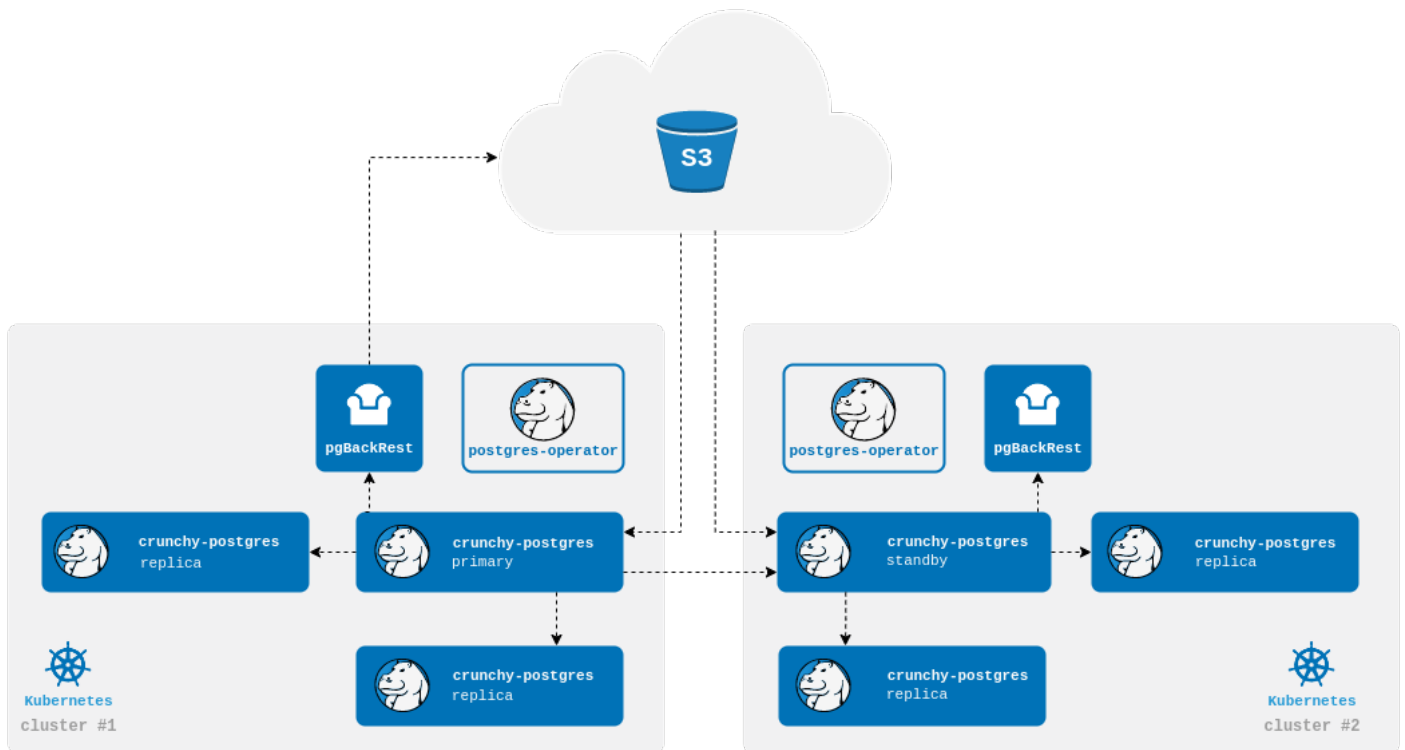 S3
pgBackRest
postgres-operator
crunchy-postgres
replica
crunchy-postgres
primary
crunchy-postgres
replica
Kubernetes
cluster #1
postgres-operator
pgBackRest
crunchy-postgres
standby
crunchy-postgres
replica
crunchy-postgres
replica
Kubernetes
cluster #2